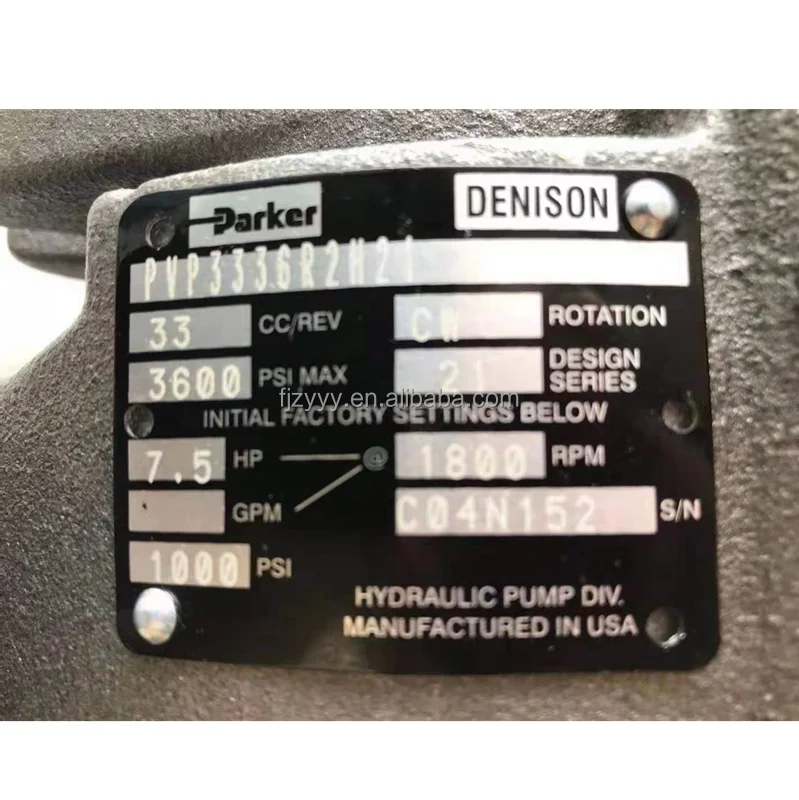 Parker DENISON
PVP3336R2M21
33 CC/REV CW ROTATION
3600 PSI MAX 21 DESIGN SERIES
fjzyyy.en.alibaba.com
INITIAL FACTORY SETTINGS BELOW
7.5 HP 1800 RPM
GPM C04N152 S/N
1000 PSI
HYDRAULIC PUMP DIV.
MANUFACTURED IN USA